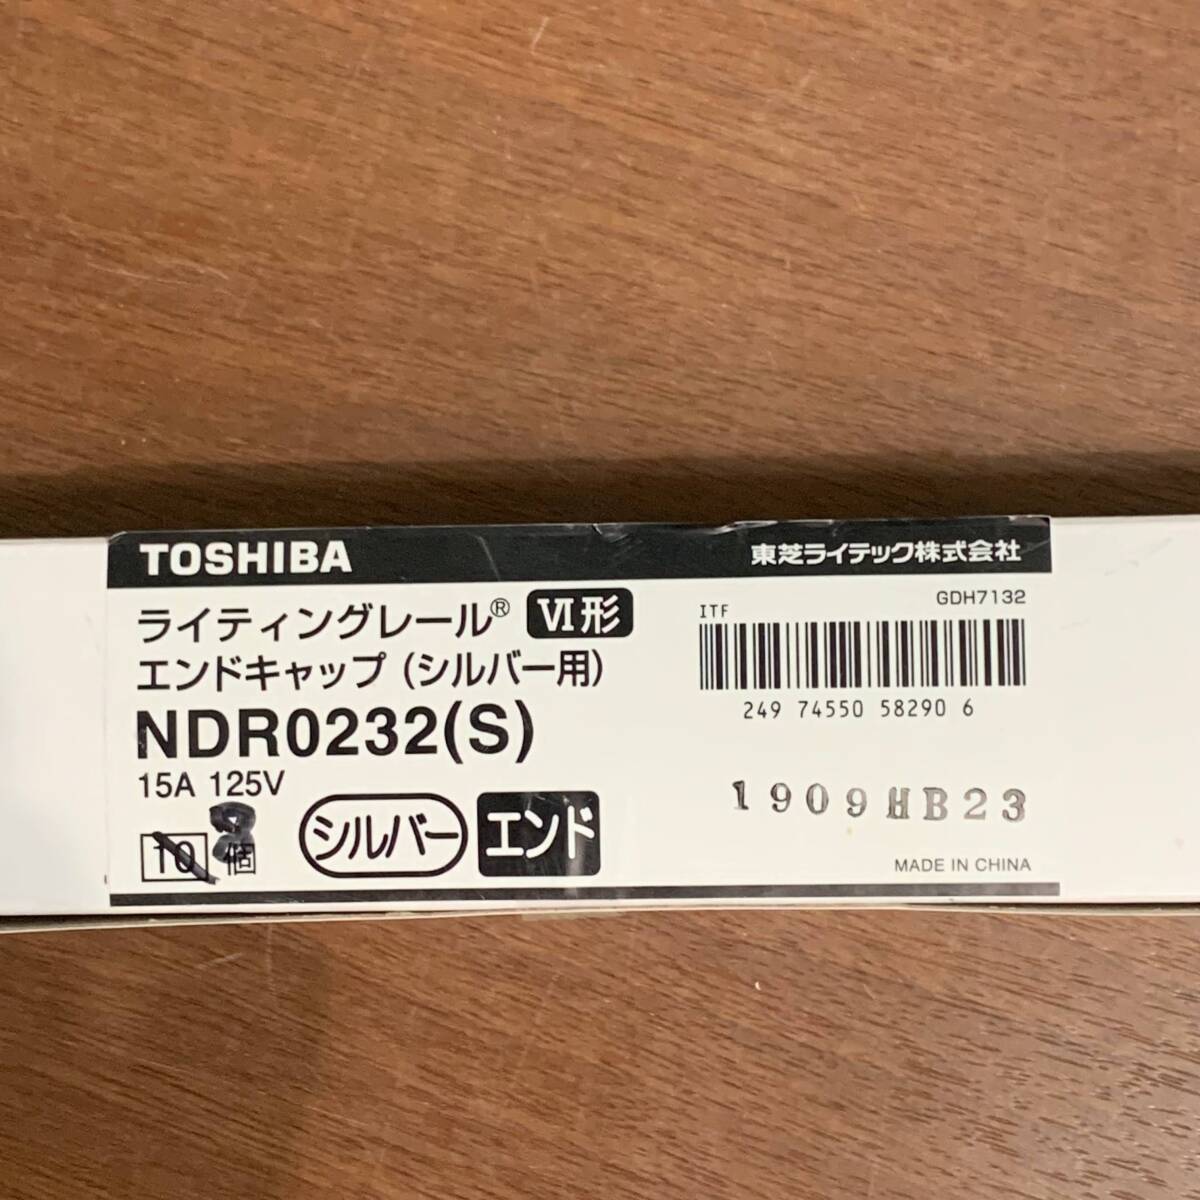 TOSHIBA
東芝ライテック株式会社
ライティングレール® Ⅵ形
エンドキャップ (シルバー用)
NDR0232(S)
15A 125V
10 8 個
シルバー エンド
GDH7132
ITF
249 74550 58290 6
1909HB23
MADE IN CHINA